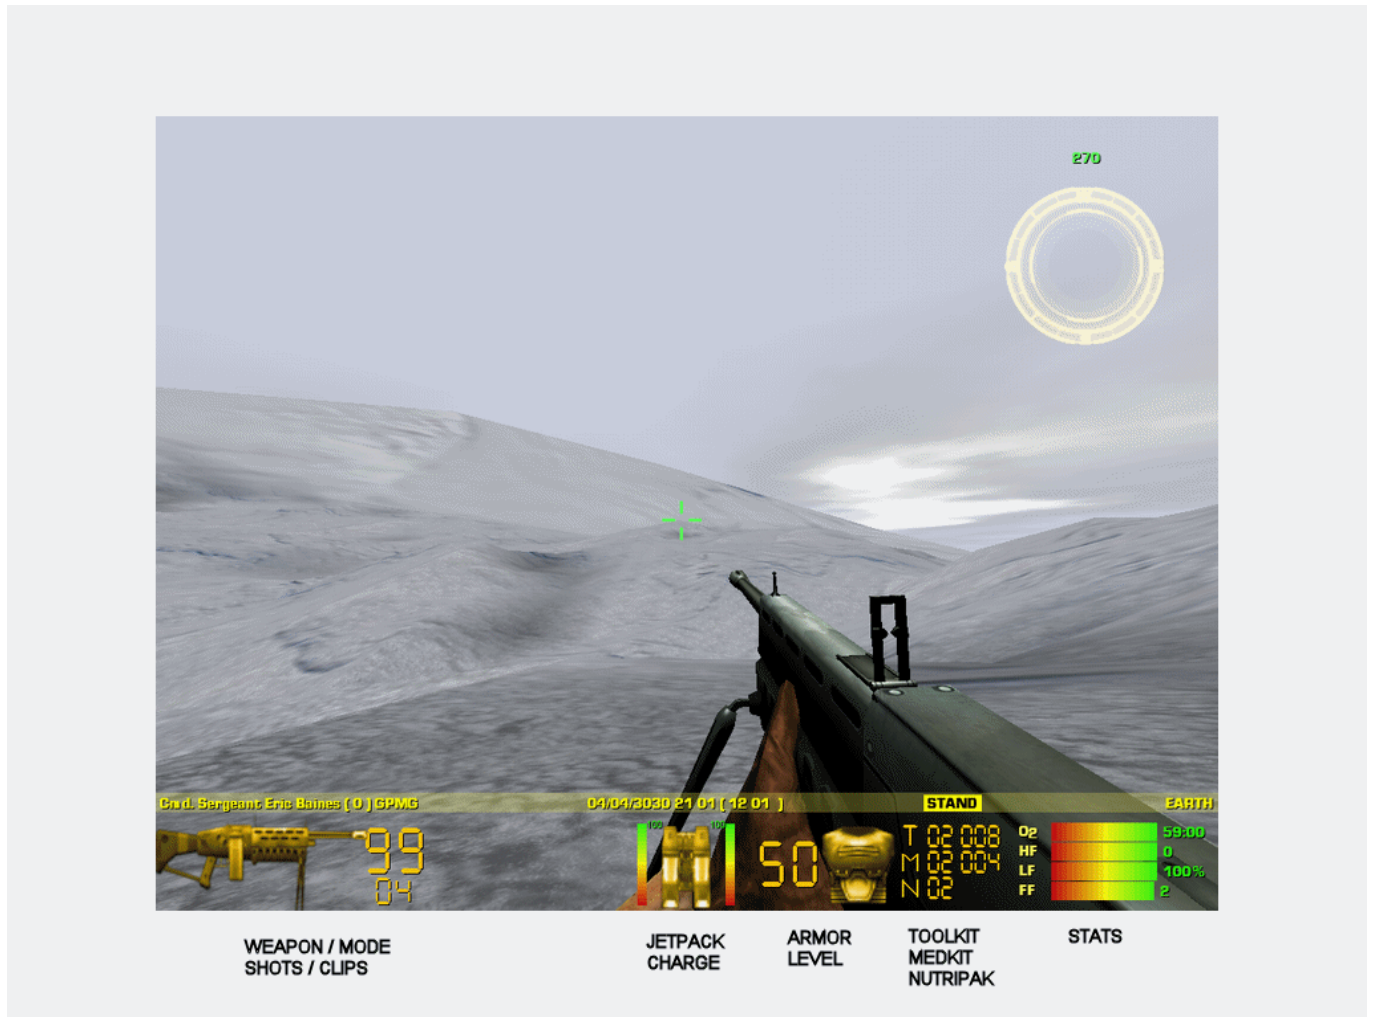 270
Cmd. Sergeant Eric Baines [ 0 ] GPMG 04/04/3030 21 01 [ 12 01 ] STAND EARTH
100 100
99
04
50
T 02 008
M 02 004
N 02
O2 59:00
HF 0
LF 100%
FF 2
WEAPON / MODE
SHOTS / CLIPS
JETPACK
CHARGE
ARMOR
LEVEL
TOOLKIT
MEDKIT
NUTRIPAK
STATS